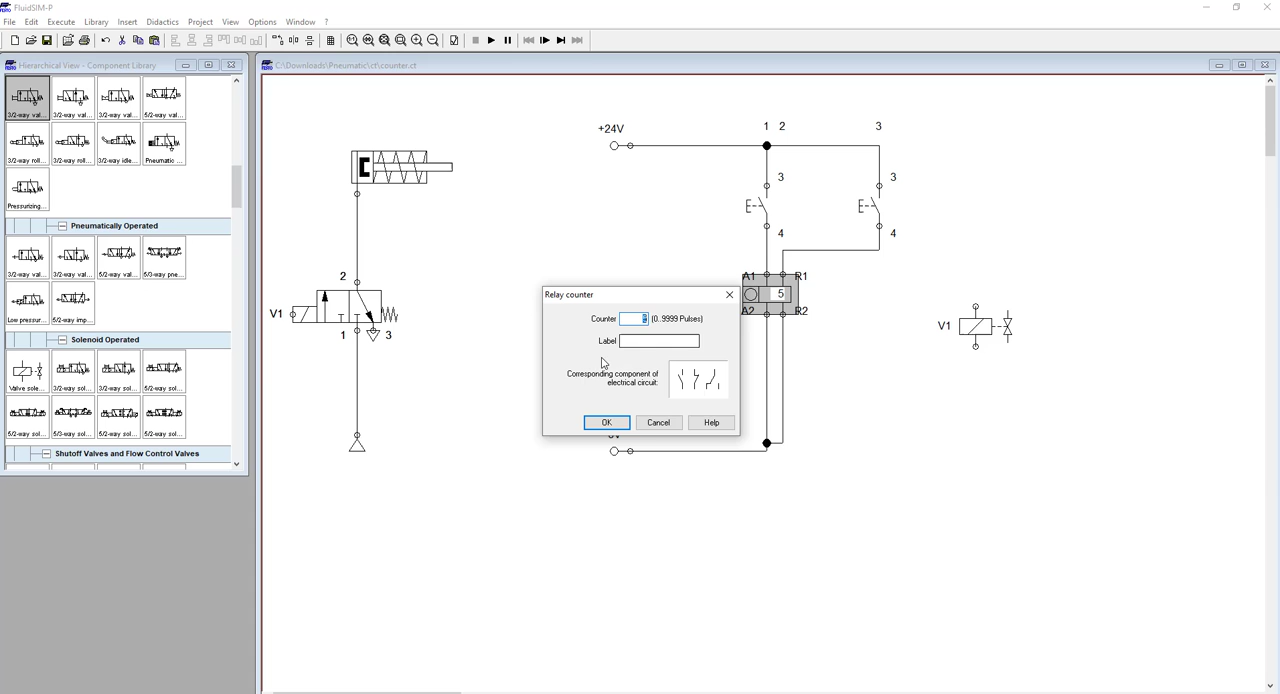 FluidSIM-P
File Edit Execute Library Insert Didactics Project View Options Window ?
Hierarchical View - Component Library
3/2-way val... 3/2-way val... 3/2-way val... 5/2-way val...
3/2-way roll... 3/2-way roll... 3/2-way idle... Pneumatic ...
Pressurizing...
Pneumatically Operated
3/2-way val... 3/2-way val... 5/2-way val... 5/3-way pne...
Low pressur... 5/2-way imp...
Solenoid Operated
Valve sole... 3/2-way sol... 3/2-way sol... 5/2-way sol...
5/2-way sol... 5/3-way sol... 5/2-way sol... 5/2-way sol...
Shutoff Valves and Flow Control Valves
C:\Downloads\Pneumatic\ct\counter.ct
+24V
1 2 3
3 3
4 4
A1 R1
5
A2 R2
0V
2
V1
1 3
V1
Relay counter
Counter 5 (0..9999 Pulses)
Label
Corresponding component of
electrical circuit:
OK Cancel Help